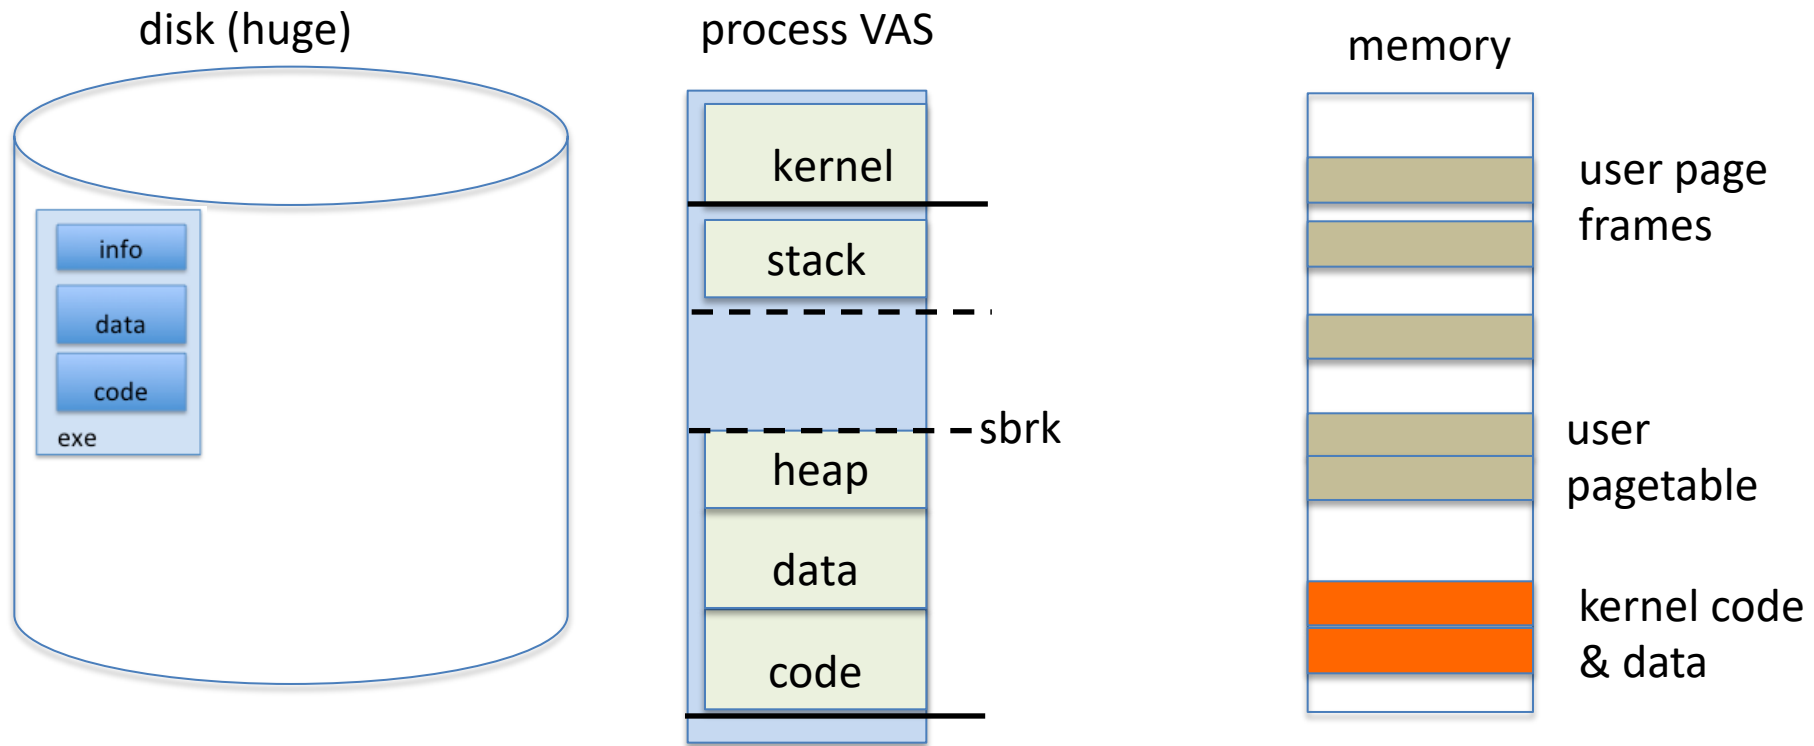 disk (huge)
info
data
code
exe
process VAS
kernel
stack
sbrk
heap
data
code
memory
user page
frames
user
pagetable
kernel code
& data